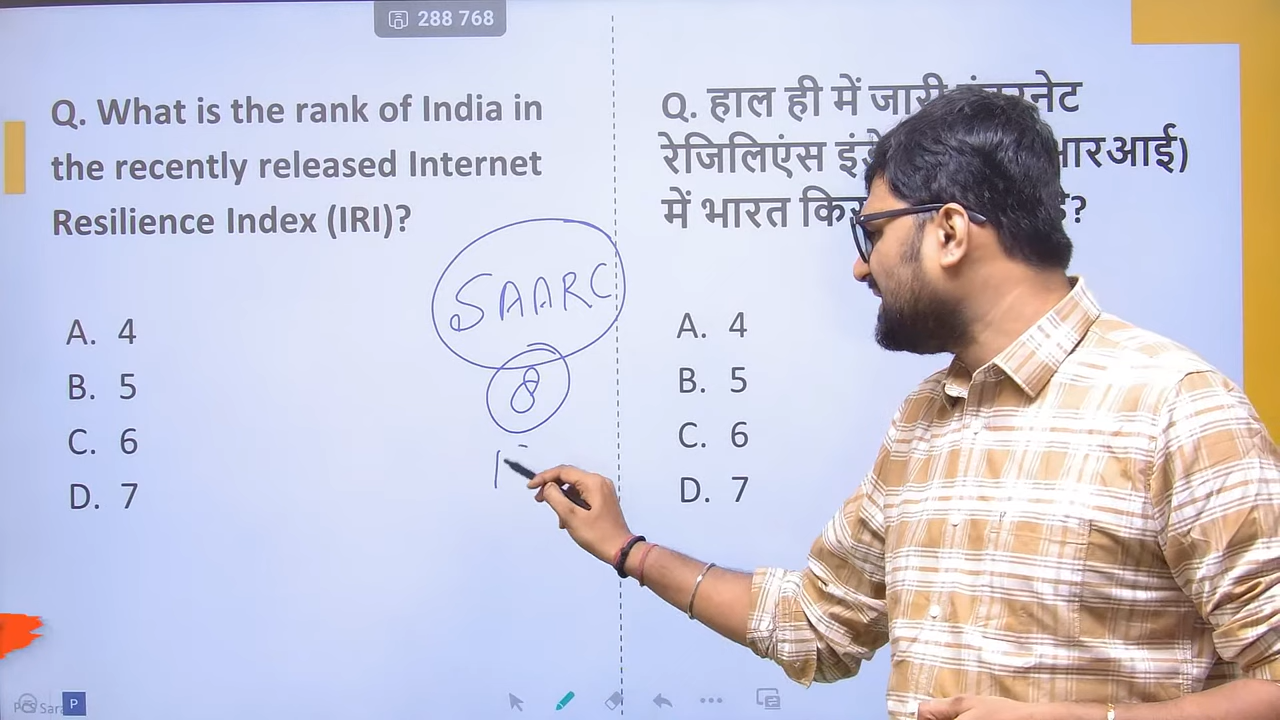 288 768
Q. What is the rank of India in
the recently released Internet
Resilience Index (IRI)?
A. 4
B. 5
C. 6
D. 7
SAARC
8
Q. हाल ही में जारी
रेजिलिएंस
में भारत
A. 4
B. 5
C. 6
D. 7
P